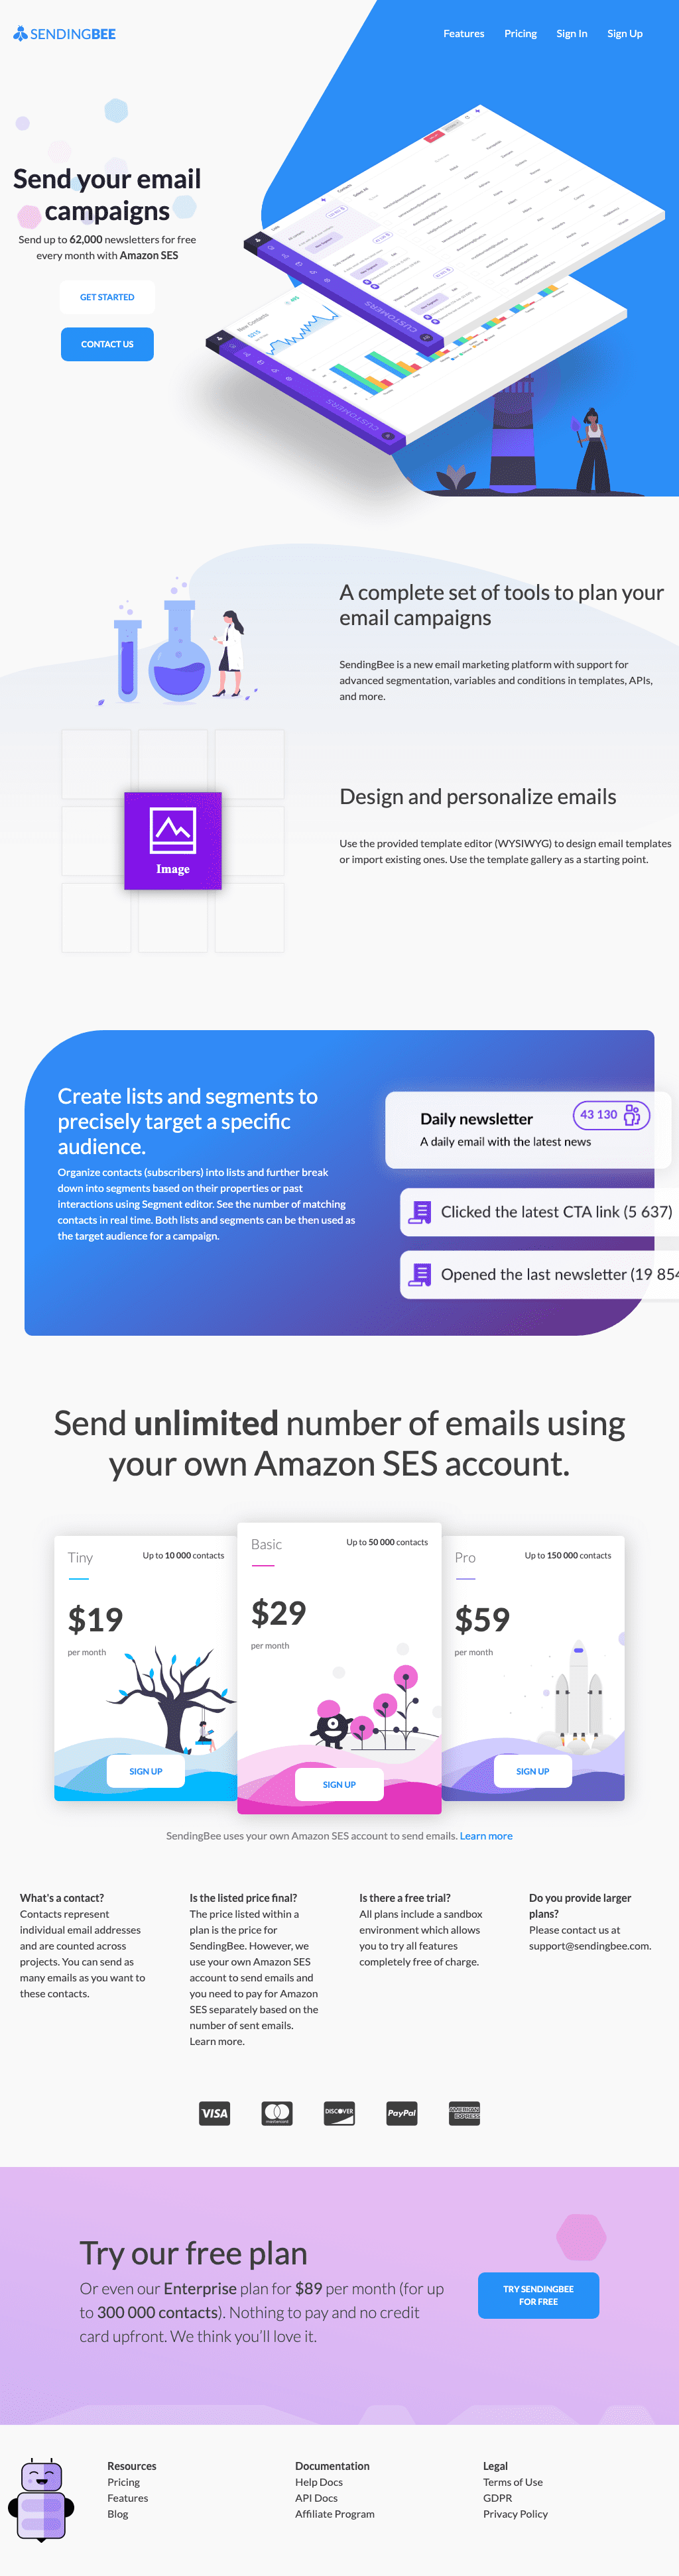 SENDINGBEE
Features Pricing Sign In Sign Up
Send your email
campaigns
Send up to 62,000 newsletters for free
every month with Amazon SES
GET STARTED
CONTACT US
CUSTOMERS
New Contacts
CUSTOMERS
A complete set of tools to plan your
email campaigns
SendingBee is a new email marketing platform with support for
advanced segmentation, variables and conditions in templates, APIs,
and more.
Image
Design and personalize emails
Use the provided template editor (WYSIWYG) to design email templates
or import existing ones. Use the template gallery as a starting point.
Create lists and segments to
precisely target a specific
audience.
Organize contacts (subscribers) into lists and further break
down into segments based on their properties or past
interactions using Segment editor. See the number of matching
contacts in real time. Both lists and segments can be then used as
the target audience for a campaign.
Daily newsletter
43 130
A daily email with the latest news
Clicked the latest CTA link (5 637)
Opened the last newsletter (19 854
Send unlimited number of emails using
your own Amazon SES account.
Tiny
Up to 10 000 contacts
$19
per month
SIGN UP
Basic
Up to 50 000 contacts
$29
per month
SIGN UP
Pro
Up to 150 000 contacts
$59
per month
SIGN UP
SendingBee uses your own Amazon SES account to send emails. Learn more
What's a contact?
Contacts represent
individual email addresses
and are counted across
projects. You can send as
many emails as you want to
these contacts.
Is the listed price final?
The price listed within a
plan is the price for
SendingBee. However, we
use your own Amazon SES
account to send emails and
you need to pay for Amazon
SES separately based on the
number of sent emails.
Learn more.
Is there a free trial?
All plans include a sandbox
environment which allows
you to try all features
completely free of charge.
Do you provide larger
plans?
Please contact us at
support@sendingbee.com.
VISA
mastercard
DISCOVER
PayPal
AMERICAN
EXPRESS
Try our free plan
Or even our Enterprise plan for $89 per month (for up
to 300 000 contacts). Nothing to pay and no credit
card upfront. We think you'll love it.
TRY SENDINGBEE
FOR FREE
Resources
Pricing
Features
Blog
Documentation
Help Docs
API Docs
Affiliate Program
Legal
Terms of Use
GDPR
Privacy Policy